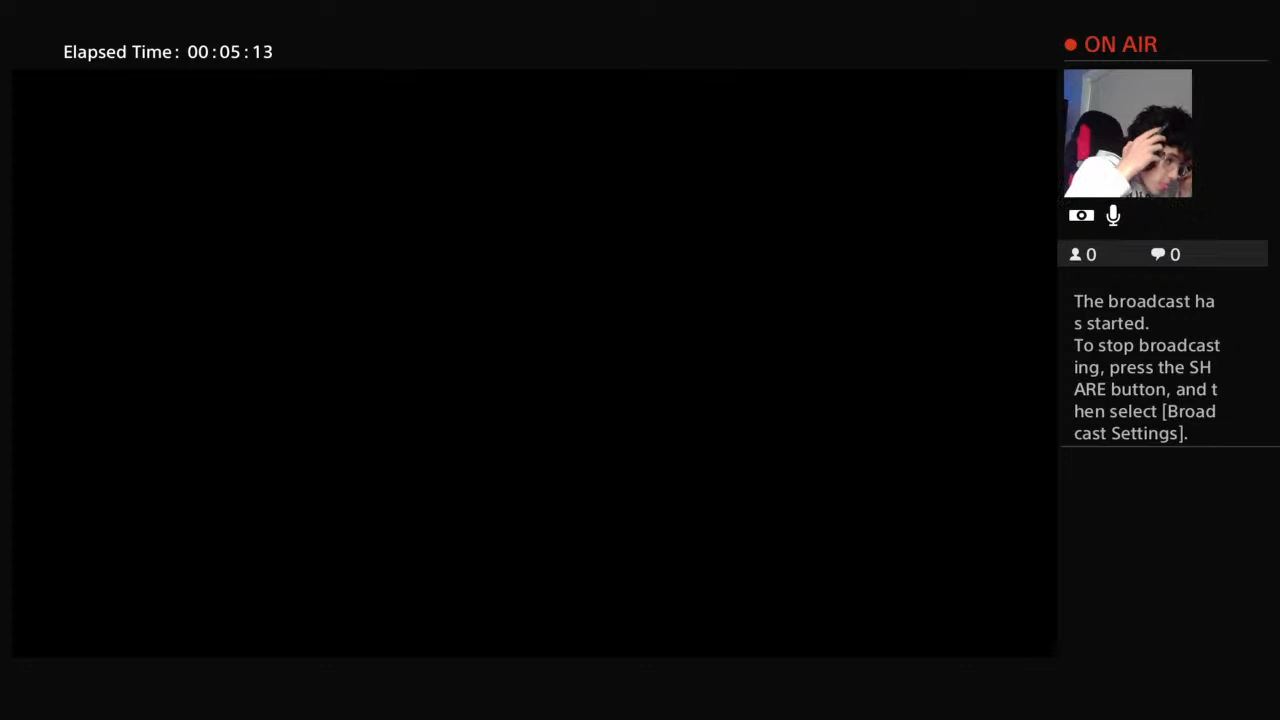 Elapsed Time: 00:05:13
ON AIR
0 0
The broadcast ha
s started.
To stop broadcast
ing, press the SH
ARE button, and t
hen select [Broad
cast Settings].